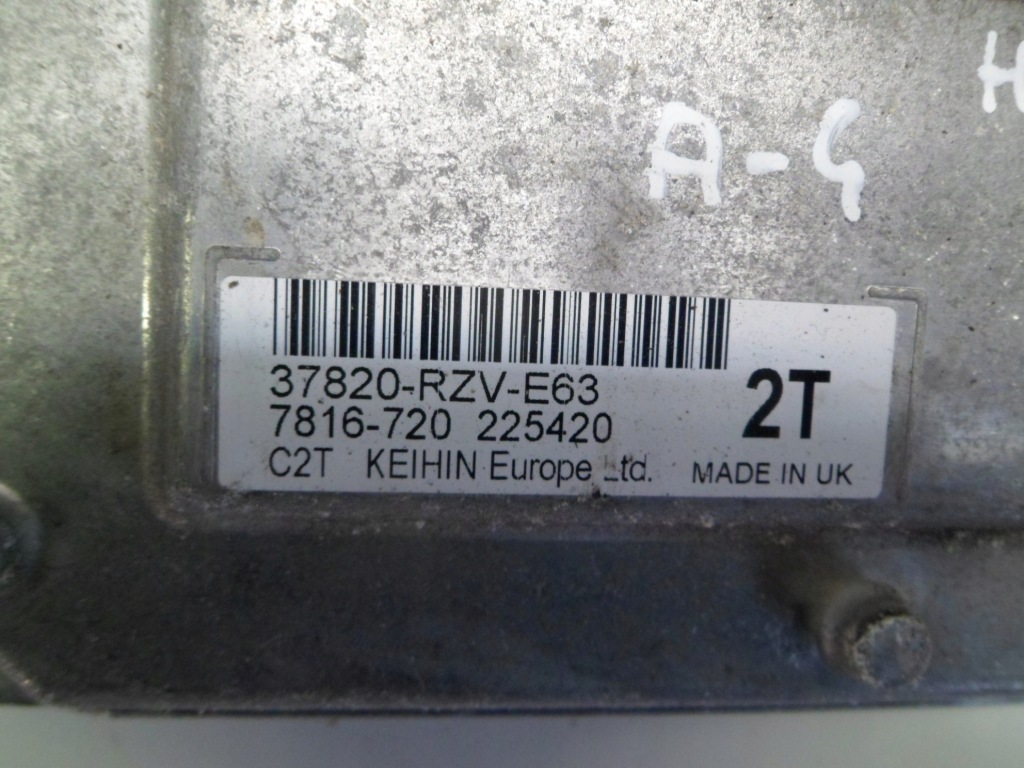 H
A-4
37820-RZV-E63
7816-720 225420
2T
C2T KEIHIN Europe Ltd. MADE IN UK